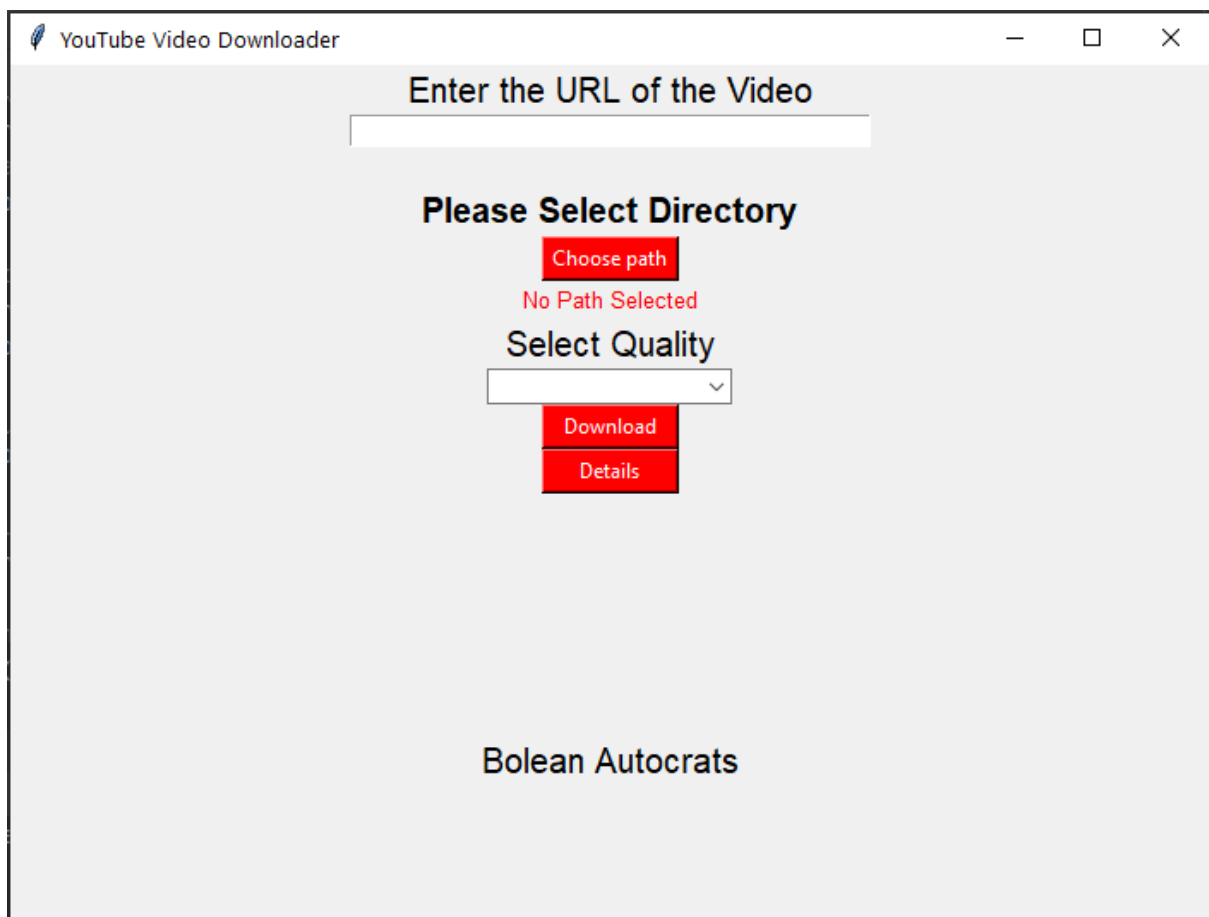 YouTube Video Downloader
Enter the URL of the Video
Please Select Directory
Choose path
No Path Selected
Select Quality
Download
Details
Bolean Autocrats